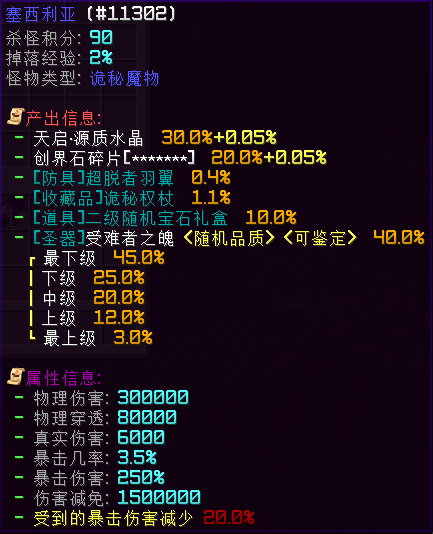 塞西利亚 (#11302)
杀怪积分: 90
掉落经验: 2%
怪物类型: 诡秘魔物
产出信息:
- 天启·源质水晶 30.0%+0.05%
- 创界石碎片[*******] 20.0%+0.05%
- [防具]超脱者羽翼 0.4%
- [收藏品]诡秘权杖 1.1%
- [道具]二级随机宝石礼盒 10.0%
- [圣器]受难者之魄 <随机品质> <可鉴定> 40.0%
┏ 最下级 45.0%
┃ 下级 25.0%
┃ 中级 20.0%
┃ 上级 12.0%
┗ 最上级 3.0%
属性信息:
- 物理伤害: 300000
- 物理穿透: 80000
- 真实伤害: 6000
- 暴击几率: 3.5%
- 暴击伤害: 250%
- 伤害减免: 1500000
- 受到的暴击伤害减少 20.0%